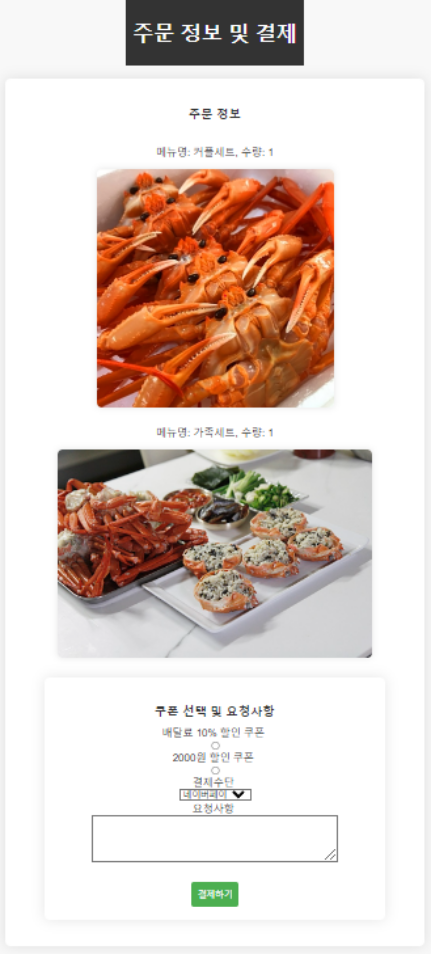 주문 정보 및 결제
주문 정보
메뉴명: 커플세트, 수량: 1
메뉴명: 가족세트, 수량: 1
쿠폰 선택 및 요청사항
배달료 10% 할인 쿠폰
2000원 할인 쿠폰
결제수단
네이버페이
요청사항
결제하기